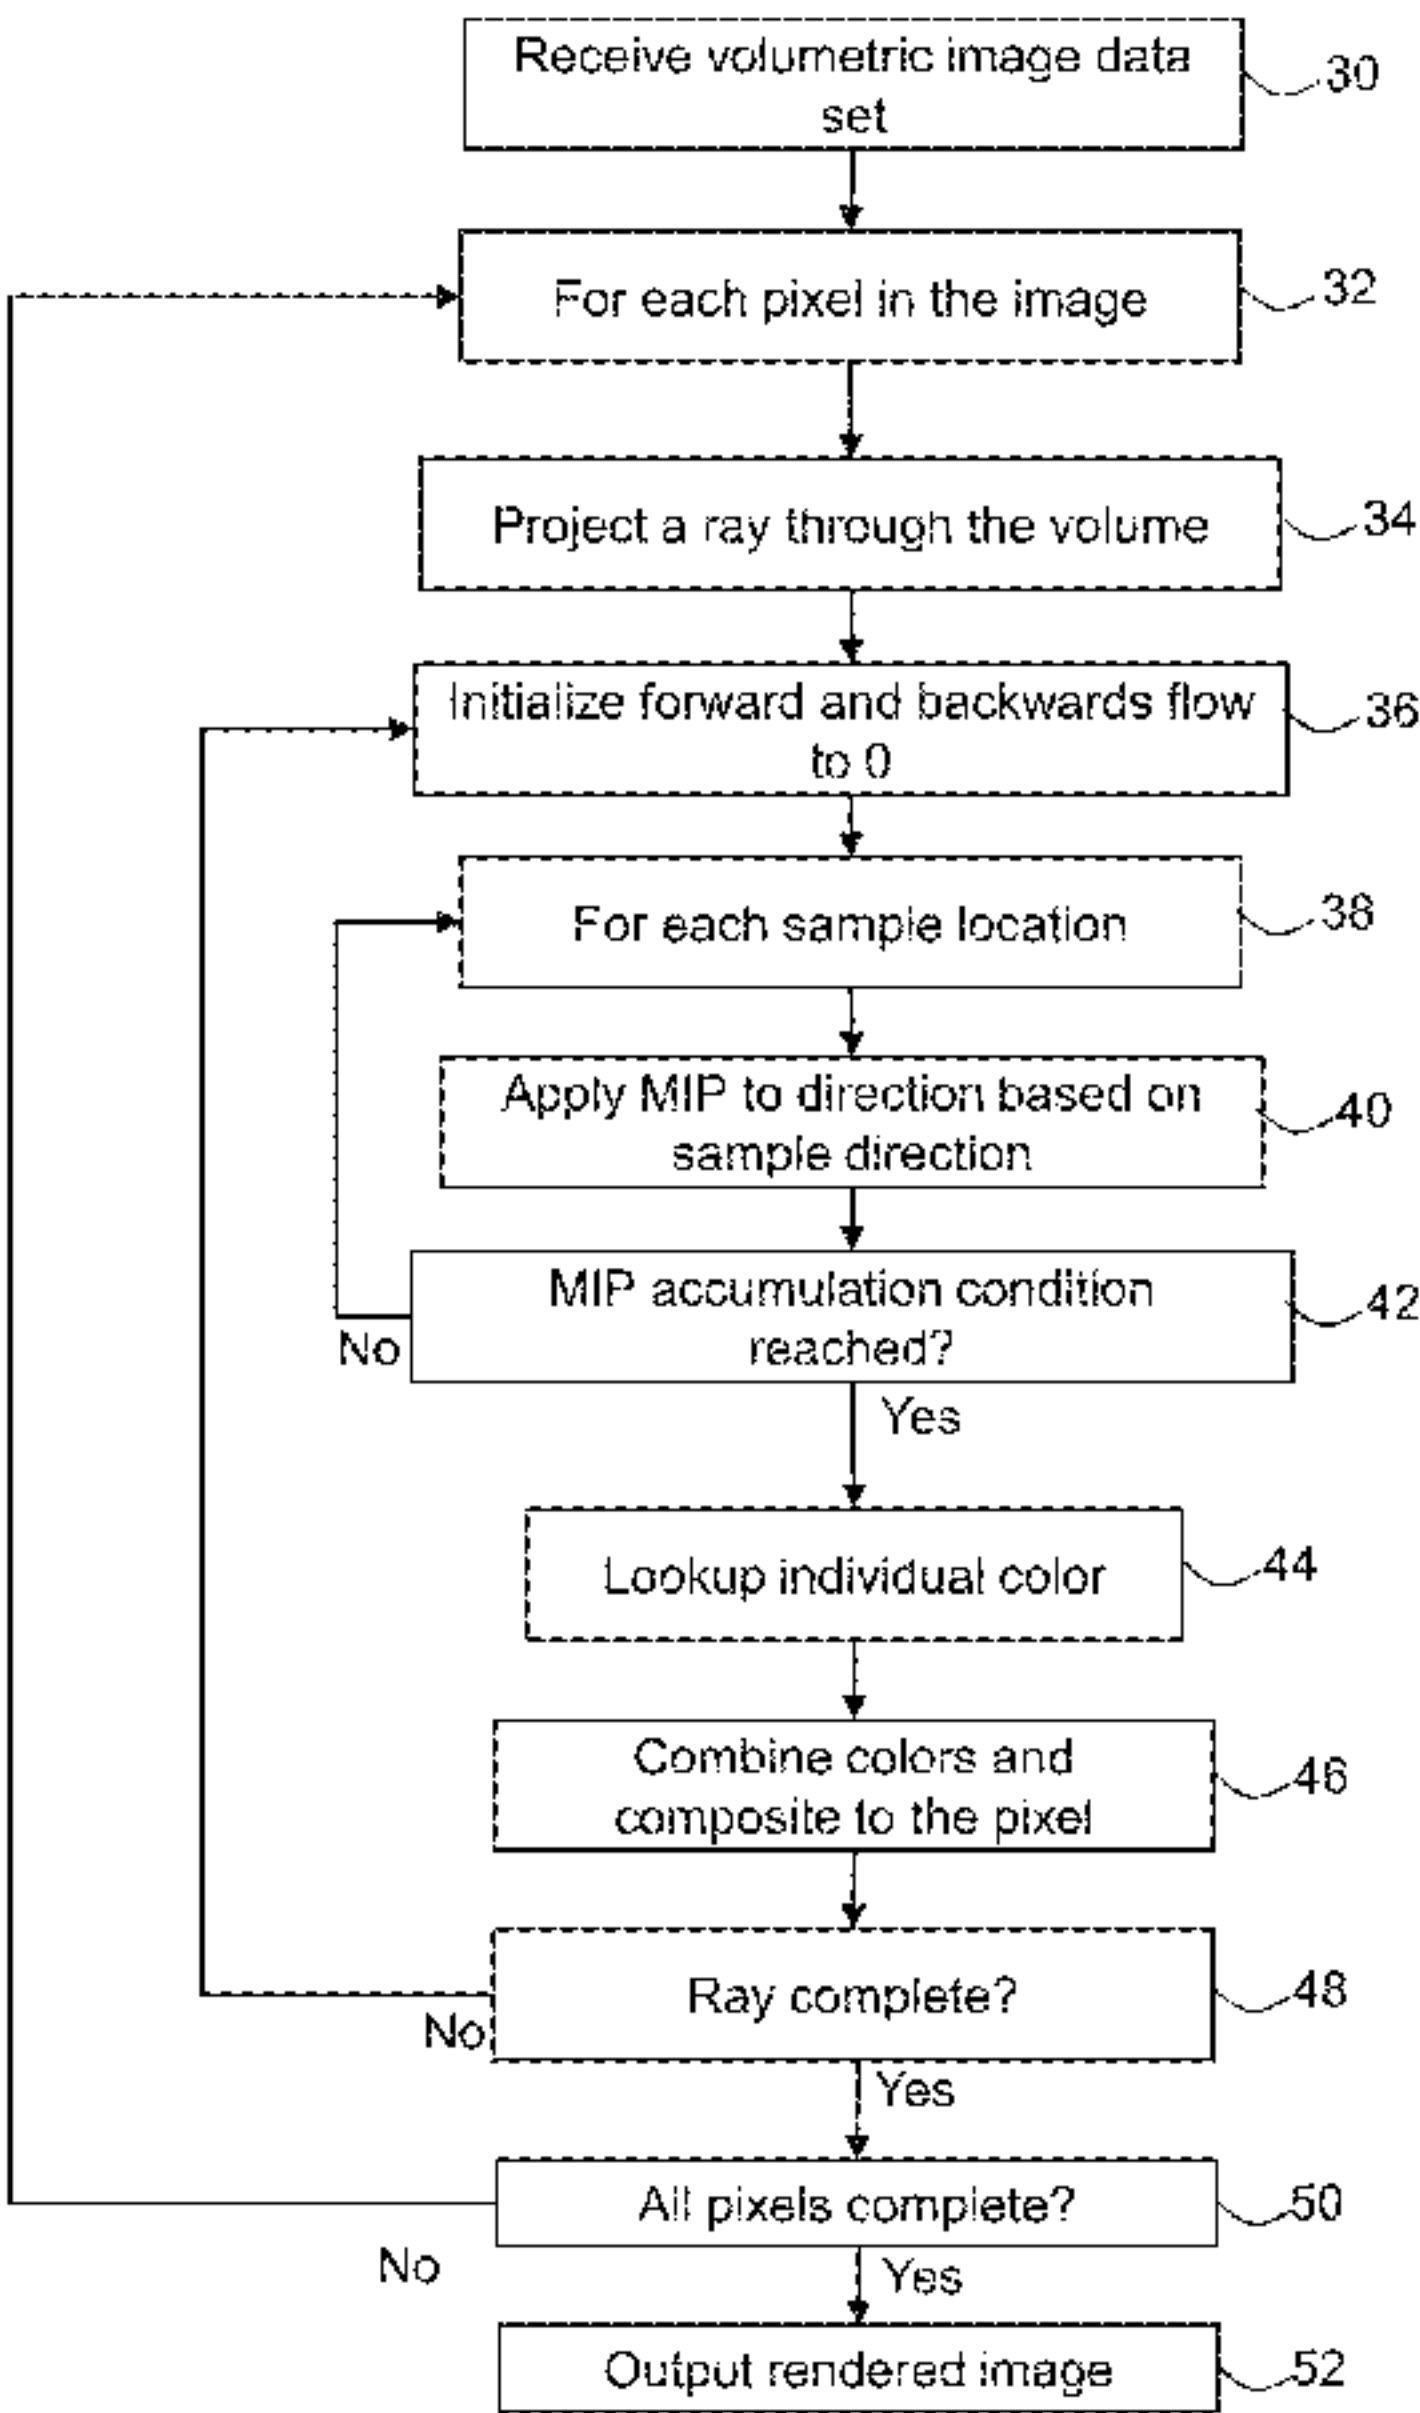 Receive volumetric image data
set
30
For each pixel in the image
32
Project a ray through the volume
34
Initialize forward and backwards flow
to 0
36
For each sample location
38
Apply MIP to direction based on
sample direction
40
MIP accumulation condition
reached?
42
No
Yes
Lookup individual color
44
Combine colors and
composite to the pixel
46
Ray complete?
48
No
Yes
All pixels complete?
50
No
Yes
Output rendered image
52